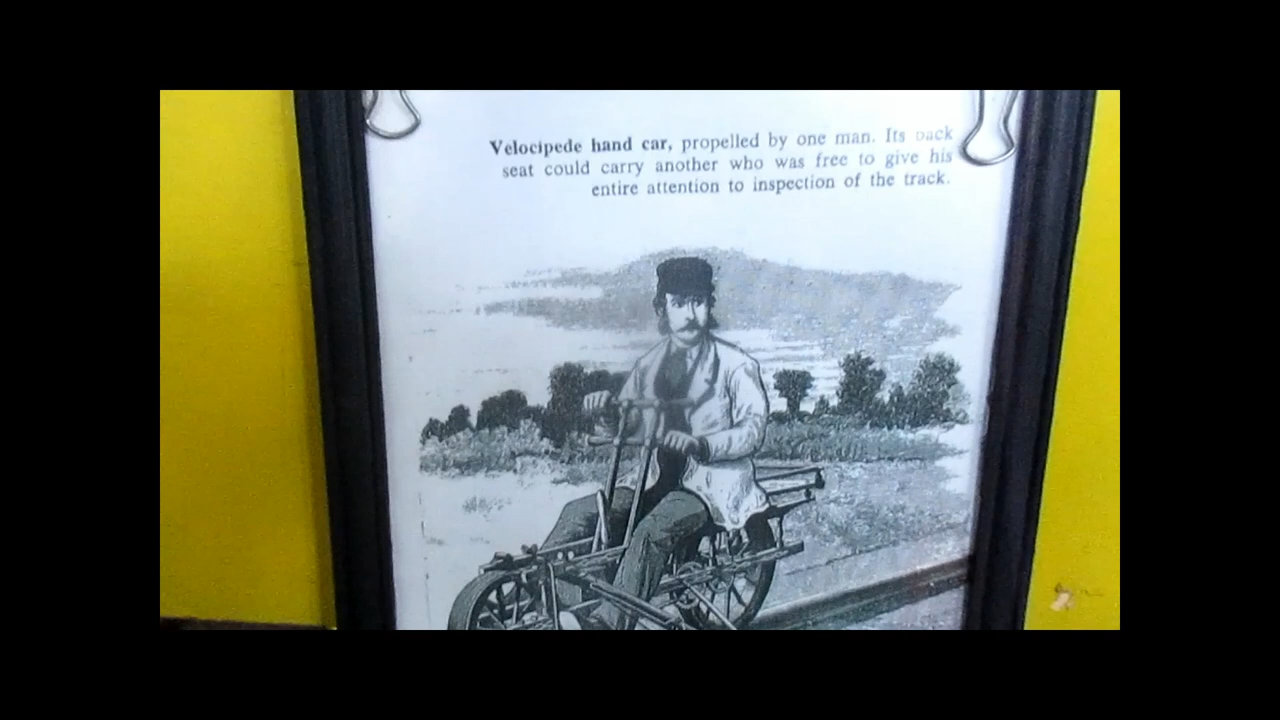 Velocipede hand car, propelled by one man. Its back
seat could carry another who was free to give his
entire attention to inspection of the track.